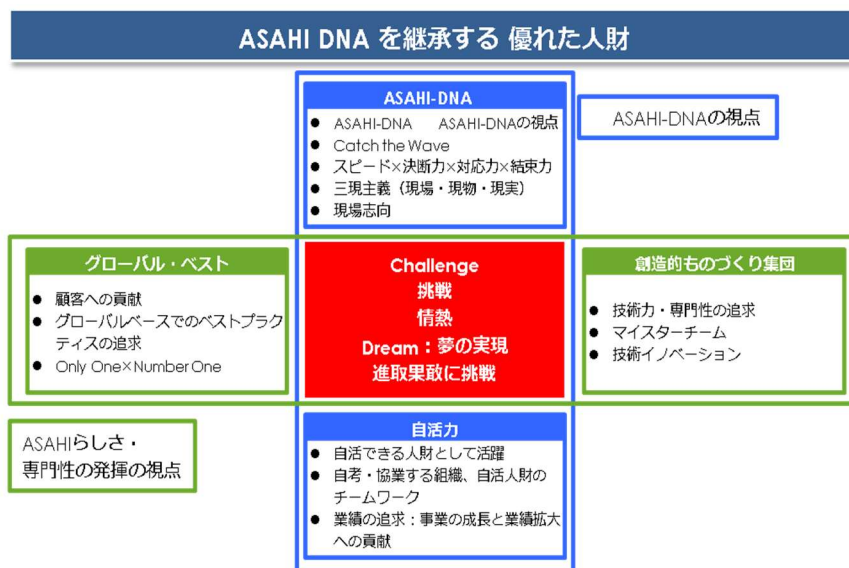 ASAHI DNA を継承する 優れた人財
ASAHI-DNA
● ASAHI-DNA ASAHI-DNAの視点
● Catch the Wave
● スピード×決断力×対応力×結束力
● 三現主義（現場・現物・現実）
● 現場志向
ASAHI-DNAの視点
グローバル・ベスト
● 顧客への貢献
● グローバルベースでのベストプラク
ティスの追求
● Only One×Number One
Challenge
挑戦
情熱
Dream：夢の実現
進取果敢に挑戦
創造的ものづくり集団
● 技術力・専門性の追求
● マイスターチーム
● 技術イノベーション
ASAHIらしさ・
専門性の発揮の視点
自活力
● 自活できる人財として活躍
● 自考・協業する組織、自活人財の
チームワーク
● 業績の追求：事業の成長と業績拡大
への貢献